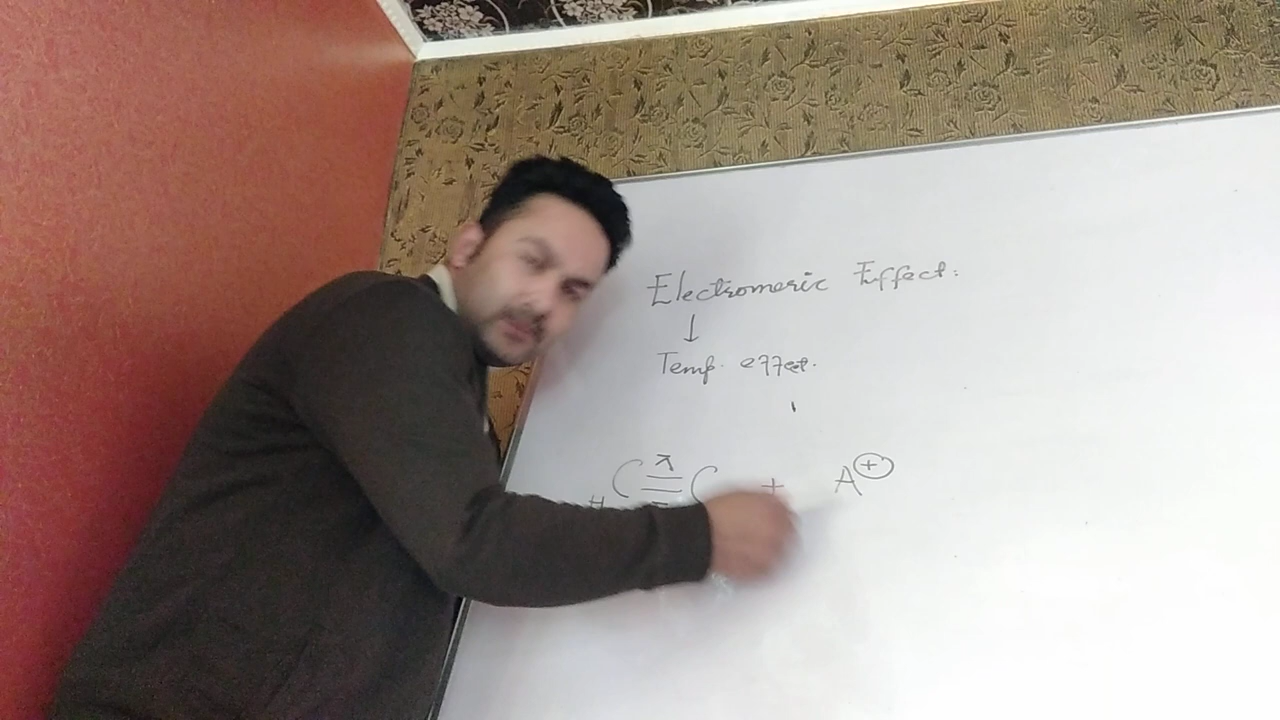 Electromeric Effect:
↓
Temp. effect.
π
C = C + A⊕
H